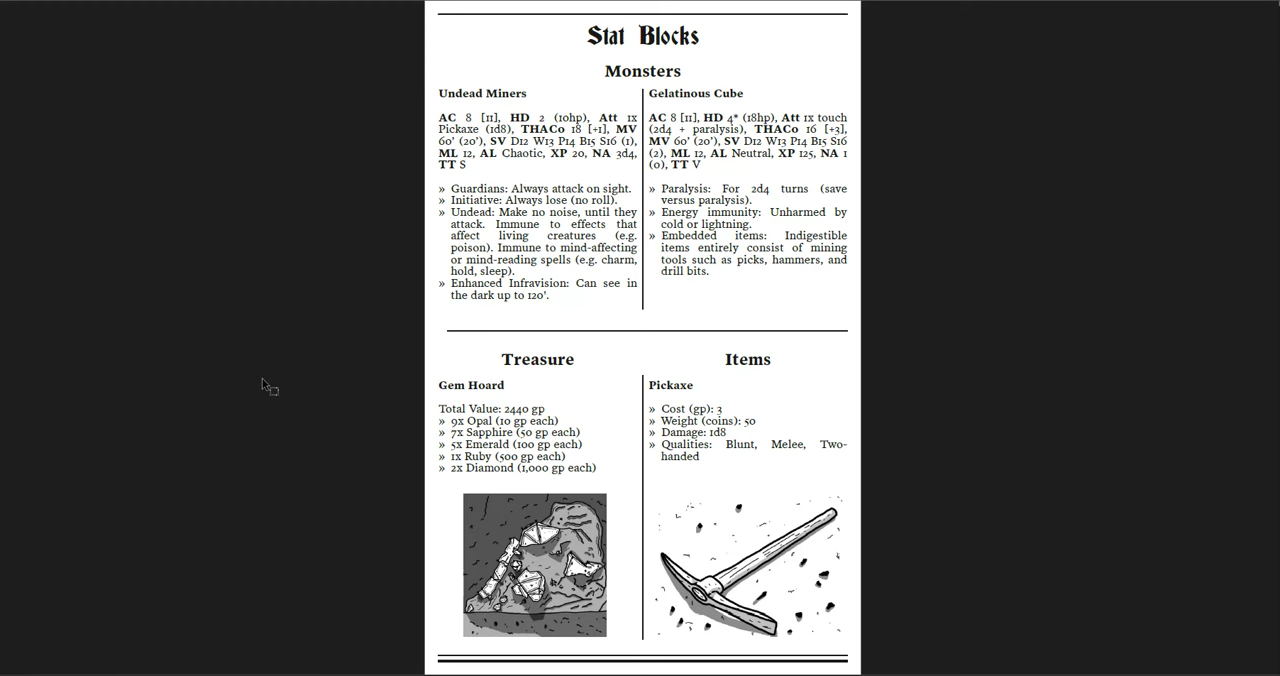 Stat Blocks
Monsters
Undead Miners
AC 8 [11], HD 2 (10hp), Att 1x
Pickaxe (1d8), THACo 18 [+1], MV
60' (20'), SV D12 W13 P14 B15 S16 (1),
ML 12, AL Chaotic, XP 20, NA 3d4,
TT S
» Guardians: Always attack on sight.
» Initiative: Always lose (no roll).
» Undead: Make no noise, until they
attack. Immune to effects that
affect living creatures (e.g.
poison). Immune to mind-affecting
or mind-reading spells (e.g. charm,
hold, sleep).
» Enhanced Infravision: Can see in
the dark up to 120'.
Gelatinous Cube
AC 8 [11], HD 4* (18hp), Att 1x touch
(2d4 + paralysis), THACo 16 [+3],
MV 60' (20'), SV D12 W13 P14 B15 S16
(2), ML 12, AL Neutral, XP 125, NA 1
(0), TT V
» Paralysis: For 2d4 turns (save
versus paralysis).
» Energy immunity: Unharmed by
cold or lightning.
» Embedded items: Indigestible
items entirely consist of mining
tools such as picks, hammers, and
drill bits.
Treasure
Gem Hoard
Total Value: 2440 gp
» 9x Opal (10 gp each)
» 7x Sapphire (50 gp each)
» 5x Emerald (100 gp each)
» 1x Ruby (500 gp each)
» 2x Diamond (1,000 gp each)
Items
Pickaxe
» Cost (gp): 3
» Weight (coins): 50
» Damage: 1d8
» Qualities: Blunt, Melee, Two-
handed